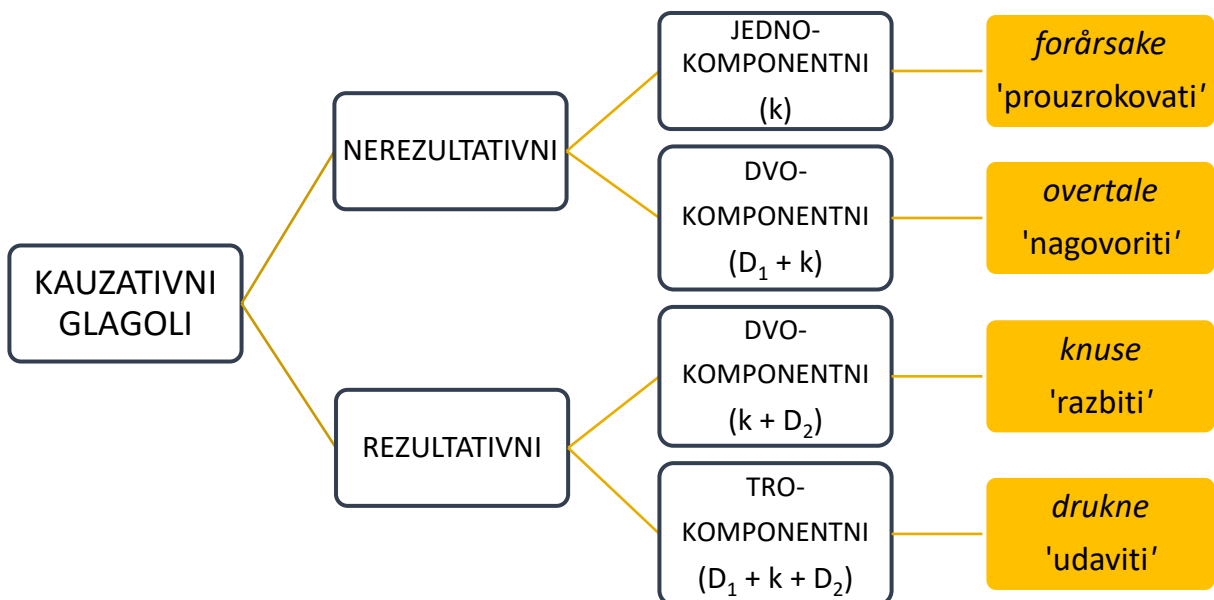 KAUZATIVNI
GLAGOLI
NEREZULTATIVNI
JEDNO-
KOMPONENTNI
(k)
forårsake
'prouzrokovati'
DVO-
KOMPONENTNI
(D₁ + k)
overtale
'nagovoriti'
REZULTATIVNI
DVO-
KOMPONENTNI
(k + D₂)
knuse
'razbiti'
TRO-
KOMPONENTNI
(D₁ + k + D₂)
drukne
'udaviti'